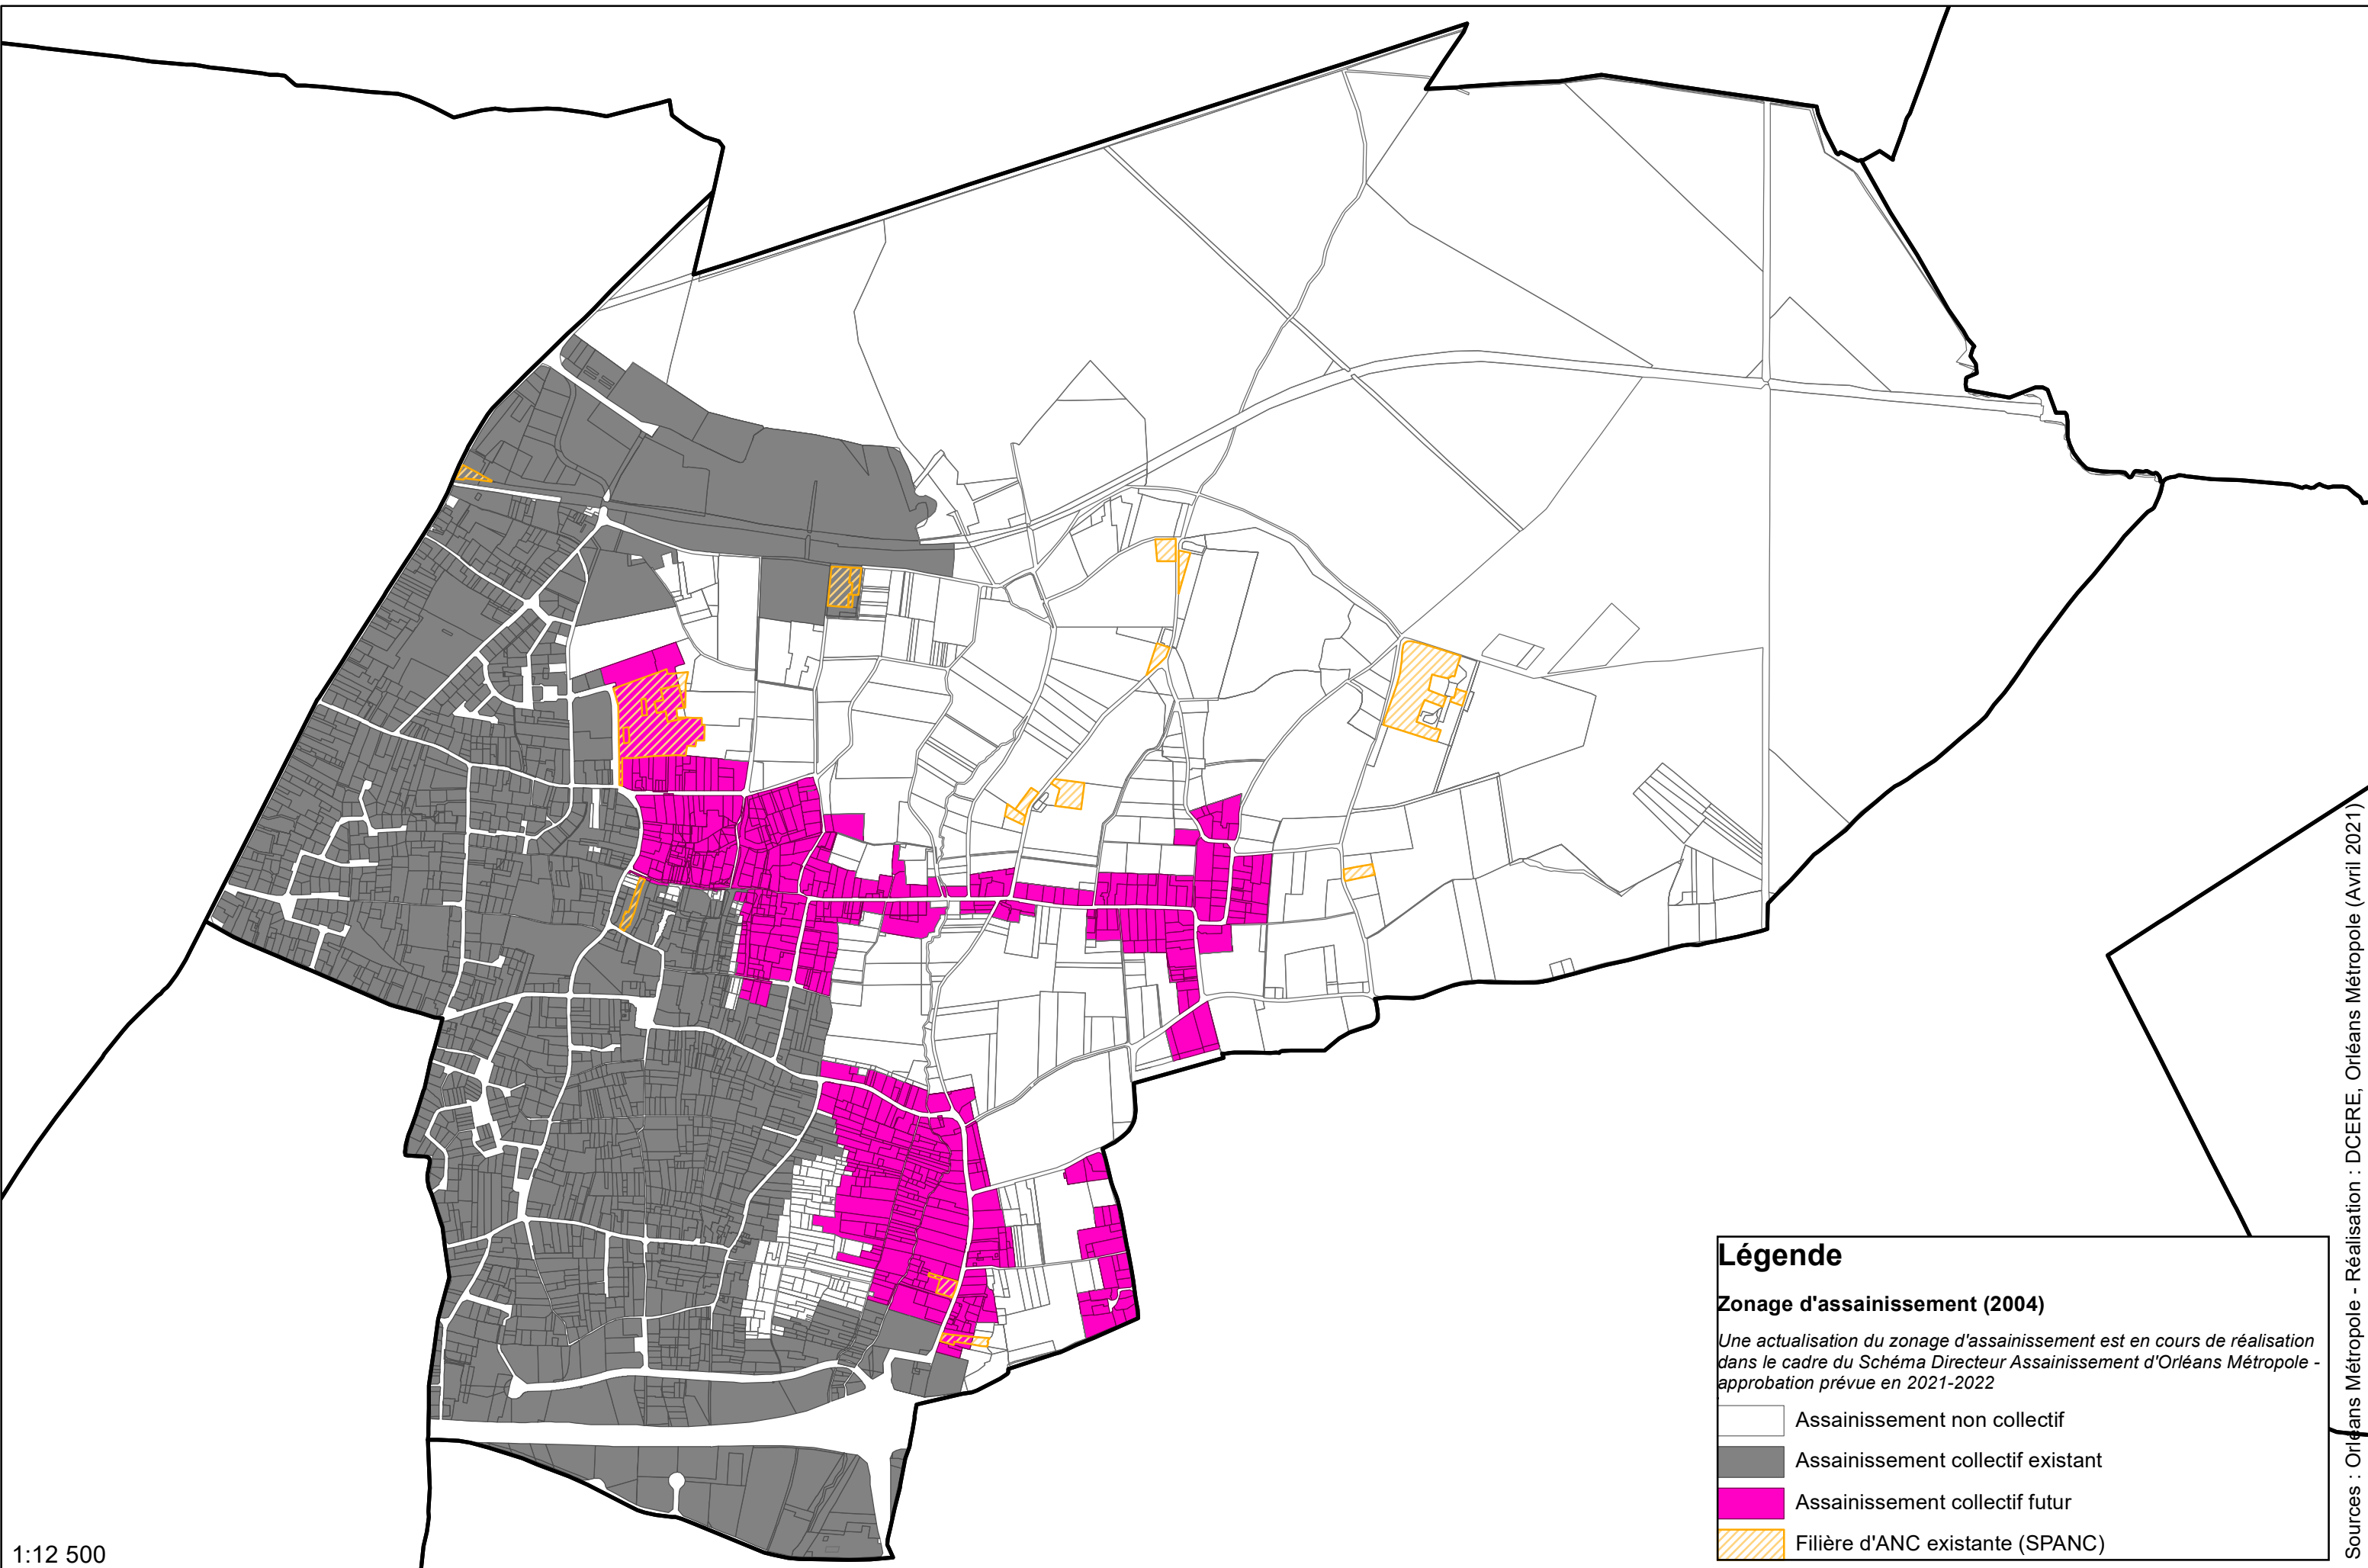 Légende
Zonage d'assainissement (2004)
Une actualisation du zonage d'assainissement est en cours de réalisation
dans le cadre du Schéma Directeur Assainissement d'Orléans Métropole -
approbation prévue en 2021-2022
Assainissement non collectif
Assainissement collectif existant
Assainissement collectif futur
Filière d'ANC existante (SPANC)
1:12 500
Sources : Orléans Métropole - Réalisation : DCERE, Orléans Métropole (Avril 2021)